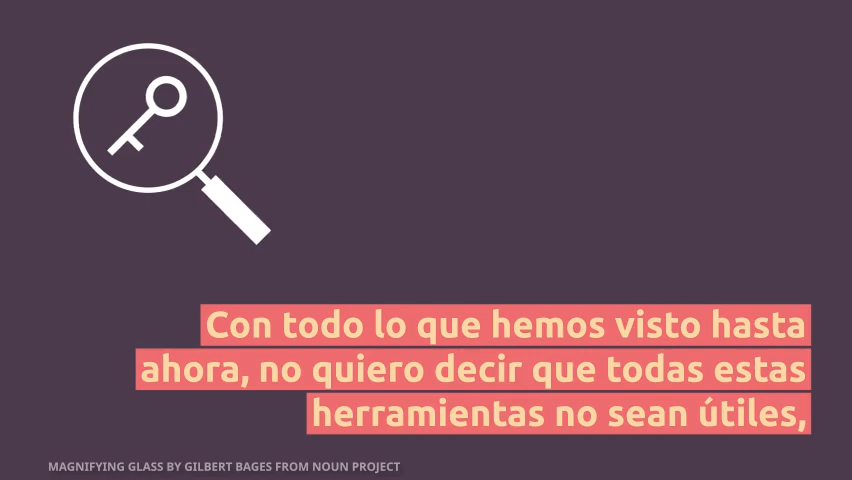 Con todo lo que hemos visto hasta
ahora, no quiero decir que todas estas
herramientas no sean útiles,
MAGNIFYING GLASS BY GILBERT BAGES FROM NOUN PROJECT